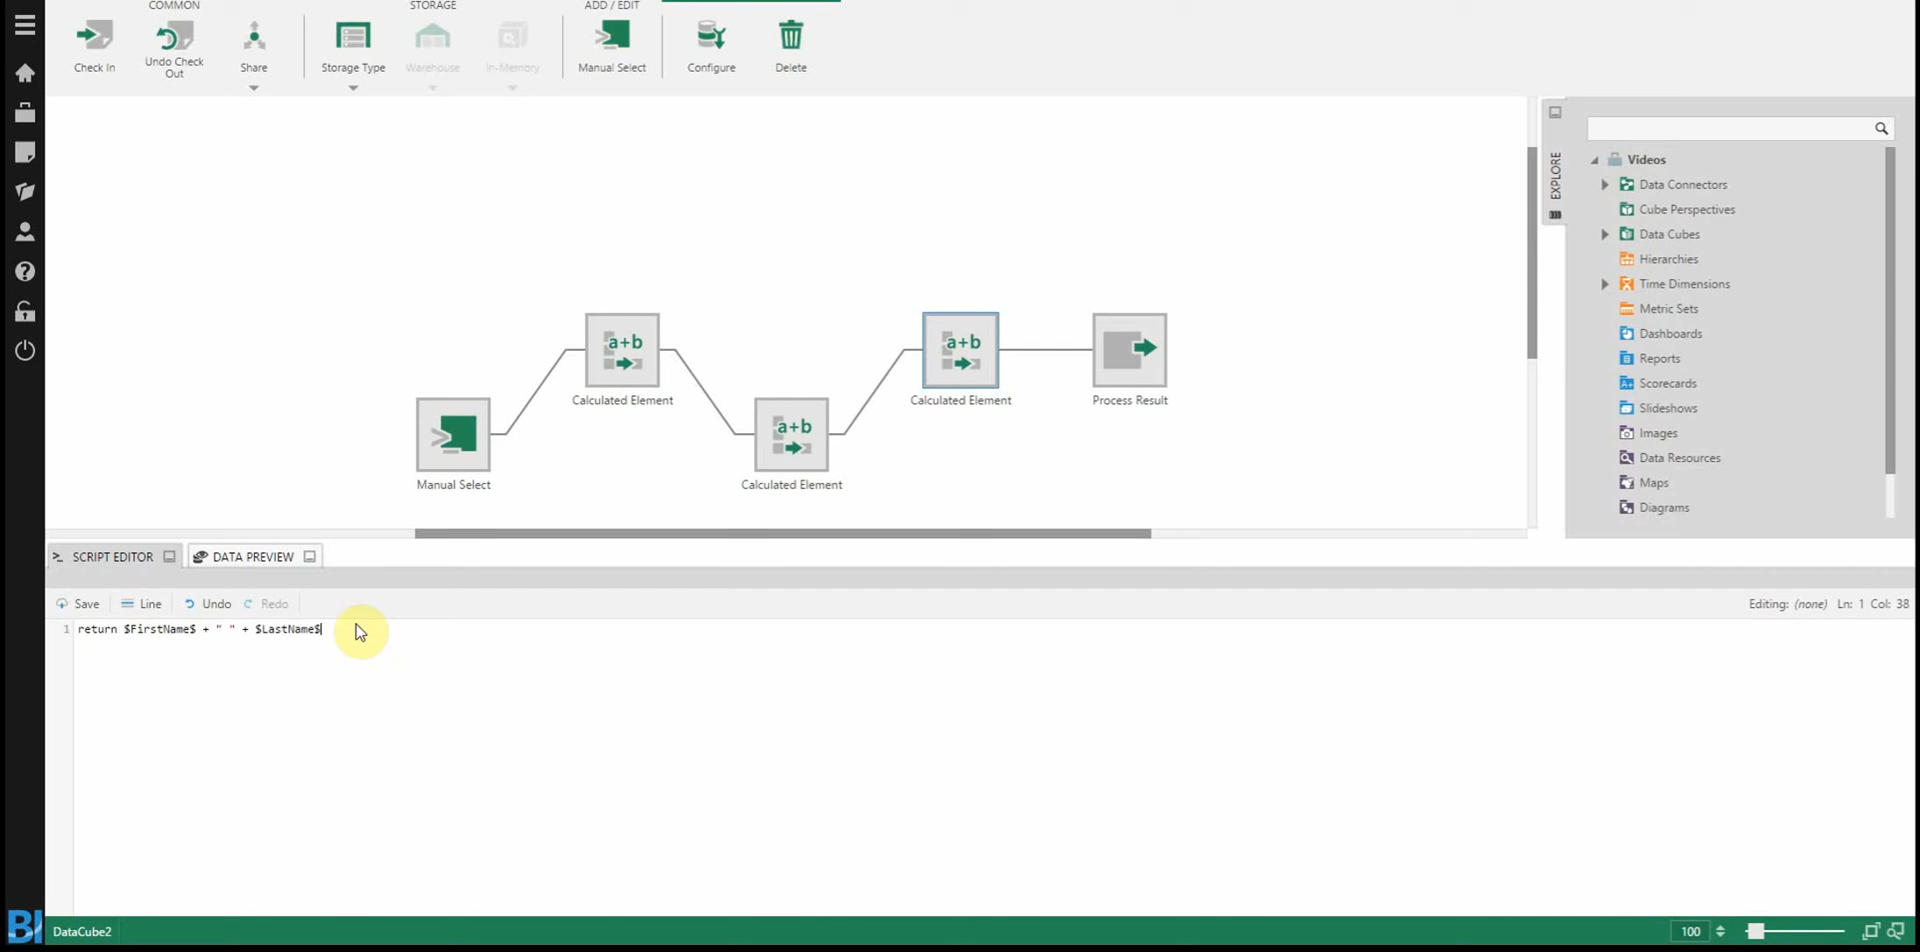 COMMON
STORAGE
ADD / EDIT
Check In
Undo Check Out
Share
Storage Type
Warehouse
In-Memory
Manual Select
Configure
Delete
EXPLORE
Videos
Data Connectors
Cube Perspectives
Data Cubes
Hierarchies
Time Dimensions
Metric Sets
Dashboards
Reports
Scorecards
Slideshows
Images
Data Resources
Maps
Diagrams
a+b
Calculated Element
a+b
Calculated Element
Process Result
Manual Select
a+b
Calculated Element
SCRIPT EDITOR
DATA PREVIEW
Save
Line
Undo
Redo
Editing: (none) Ln: 1 Col: 38
1 return $FirstName$ + " " + $LastName$
BI
DataCube2
100